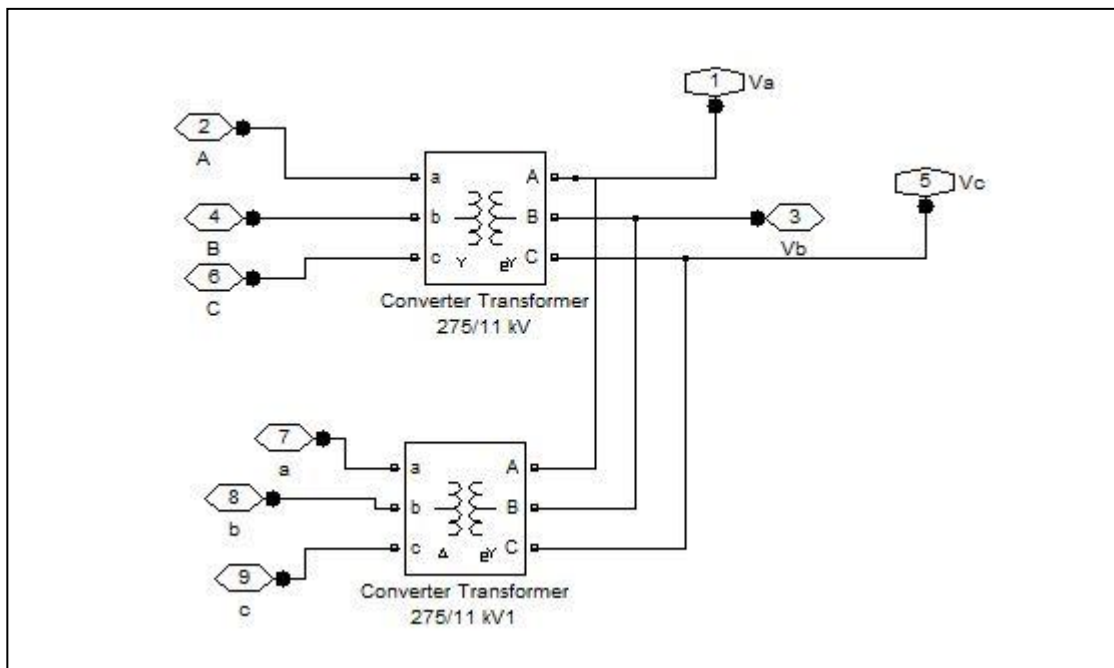 1 Va
2
A
5 Vc
a A
4 b B 3
B Vb
6 c C
C Y
Converter Transformer
275/11 kV
7
a
a A
8 b B
b
9 c C
c Δ
Converter Transformer
275/11 kV1